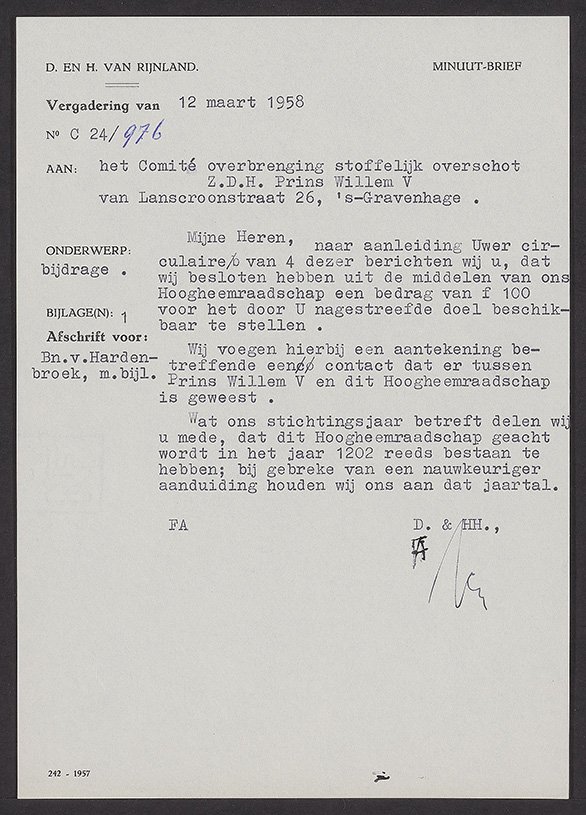 D. EN H. VAN RIJNLAND.
MINUUT-BRIEF
Vergadering van 12 maart 1958
Nº C 24/976
AAN: het Comité overbrenging stoffelijk overschot
Z.D.H. Prins Willem V
van Lanscroonstraat 26, 's-Gravenhage .
ONDERWERP:
bijdrage .
BIJLAGE(N): 1
Afschrift voor:
Bn.v.Harden-
broek, m.bijl.
Mijne Heren,
naar aanleiding Uwer cir-
culaire van 4 dezer berichten wij u, dat
wij besloten hebben uit de middelen van ons
Hoogheemraadschap een bedrag van f 100
voor het door U nagestreefde doel beschik-
baar te stellen .
Wij voegen hierbij een aantekening be-
treffende een contact dat er tussen
Prins Willem V en dit Hoogheemraadschap
is geweest .
Wat ons stichtingsjaar betreft delen wij
u mede, dat dit Hoogheemraadschap geacht
wordt in het jaar 1202 reeds bestaan te
hebben; bij gebreke van een nauwkeuriger
aanduiding houden wij ons aan dat jaartal.
FA
D. & HH.,
242 - 1957